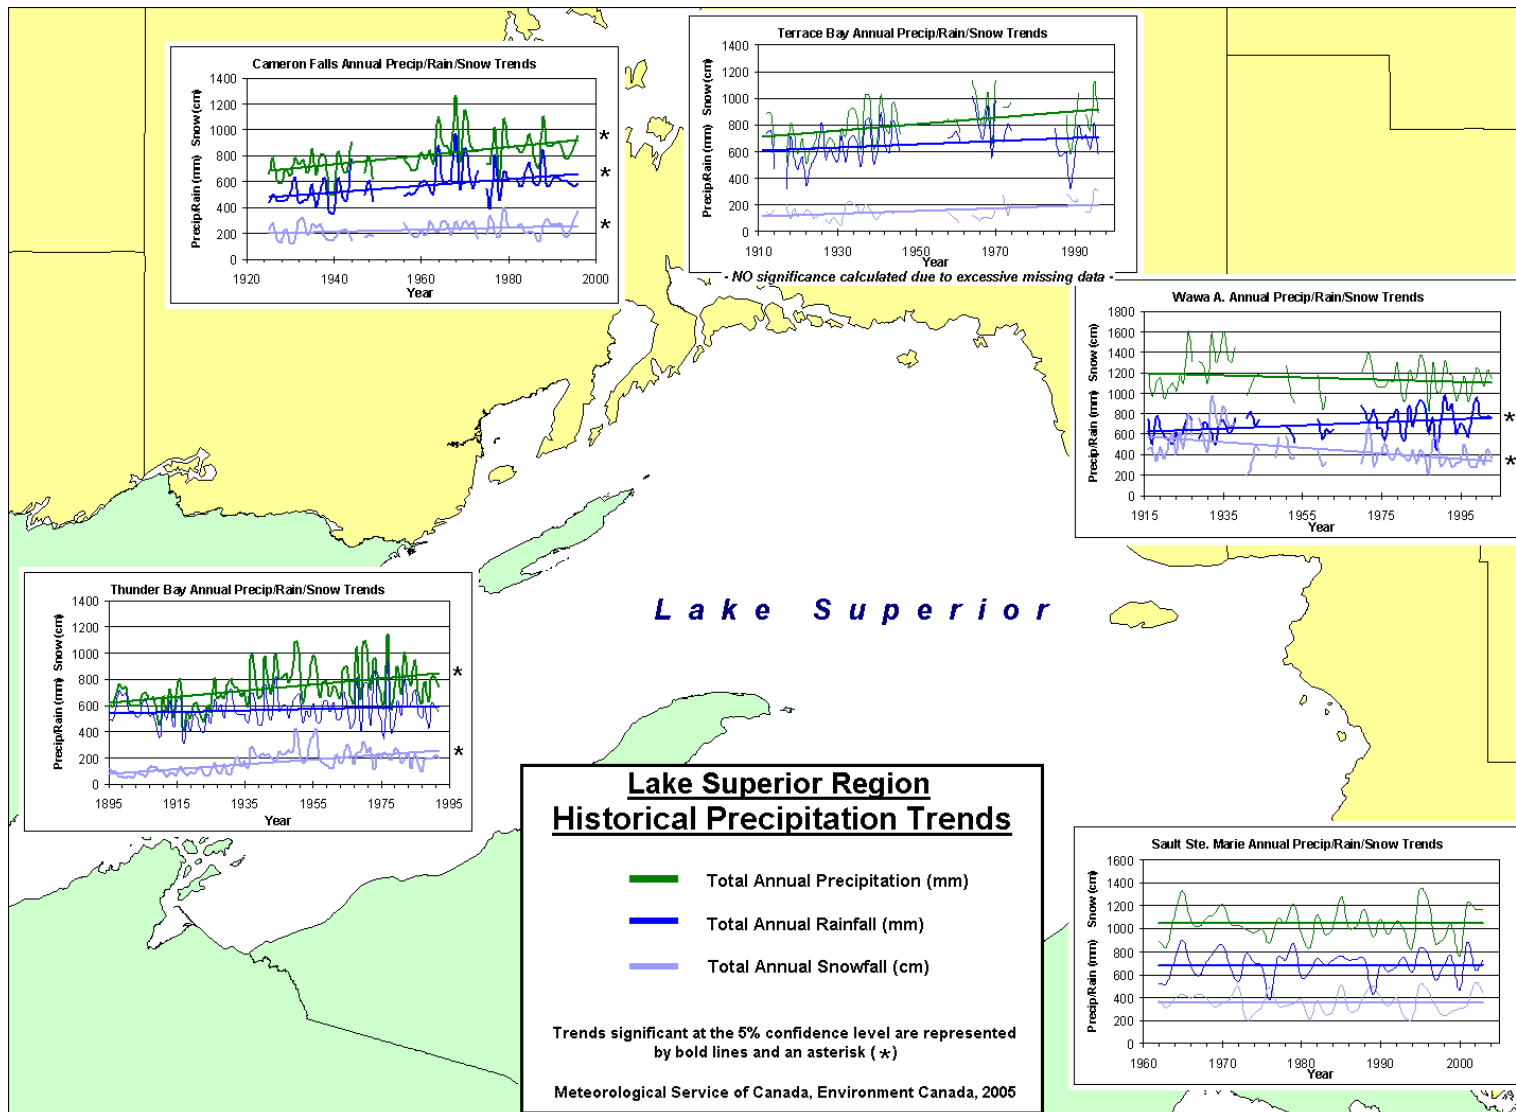 Cameron Falls Annual Precip/Rain/Snow Trends
Precip/Rain (mm) Snow (cm)
1400
1200
1000
800
600
400
200
0
*
*
*
1920 1940 1960 1980 2000
Year
Terrace Bay Annual Precip/Rain/Snow Trends
Precip/Rain (mm) Snow (cm)
1400
1200
1000
800
600
400
200
0
1910 1930 1950 1970 1990
Year
- NO significance calculated due to excessive missing data -
Wawa A. Annual Precip/Rain/Snow Trends
Precip/Rain (mm) Snow (cm)
1800
1600
1400
1200
1000
800
600
400
200
0
*
*
1915 1935 1955 1975 1995
Year
Thunder Bay Annual Precip/Rain/Snow Trends
Precip/Rain (mm) Snow (cm)
1400
1200
1000
800
600
400
200
0
*
*
1895 1915 1935 1955 1975 1995
Year
Lake Superior
Lake Superior Region
Historical Precipitation Trends
Total Annual Precipitation (mm)
Total Annual Rainfall (mm)
Total Annual Snowfall (cm)
Trends significant at the 5% confidence level are represented
by bold lines and an asterisk (*)
Meteorological Service of Canada, Environment Canada, 2005
Sault Ste. Marie Annual Precip/Rain/Snow Trends
Precip/Rain (mm) Snow (cm)
1600
1400
1200
1000
800
600
400
200
0
1960 1970 1980 1990 2000
Year